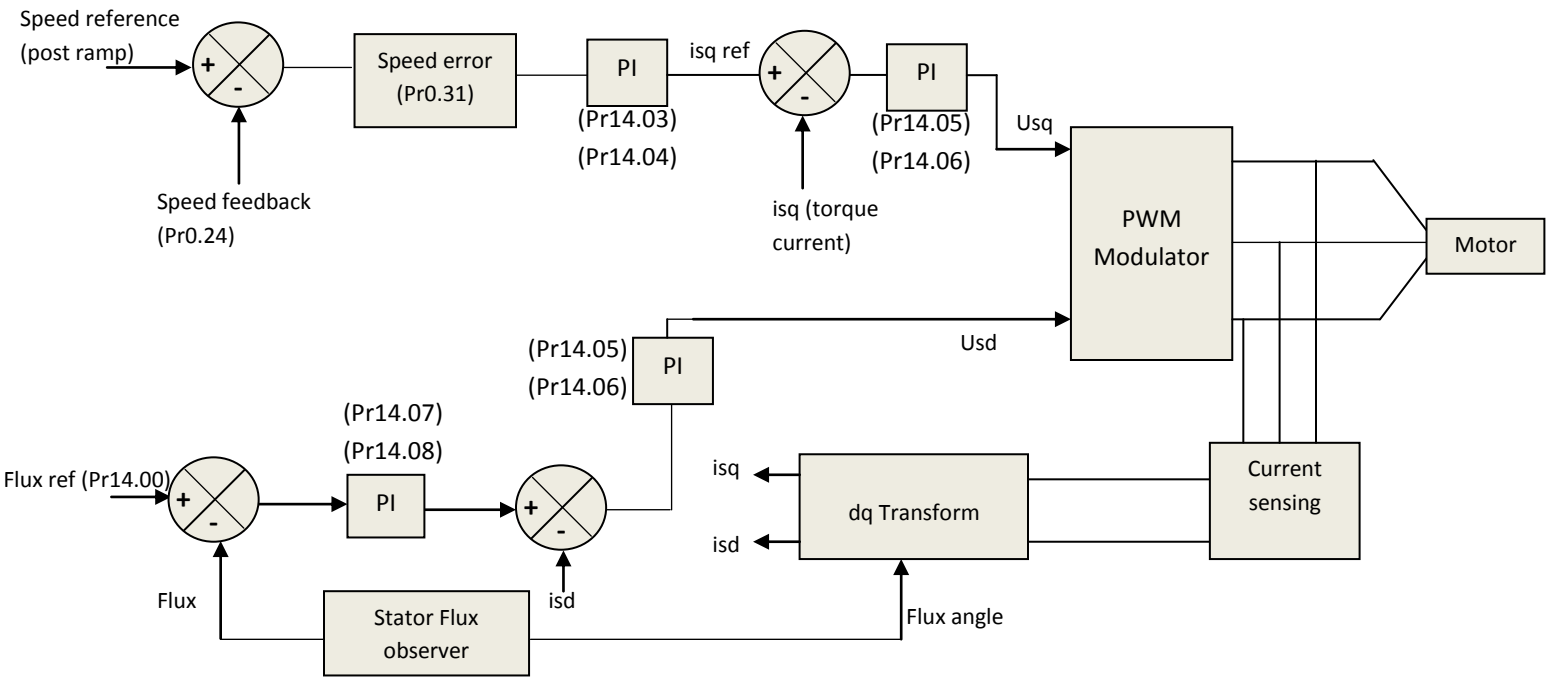 Speed reference
(post ramp)
+
-
Speed feedback
(Pr0.24)
Speed error
(Pr0.31)
PI
(Pr14.03)
(Pr14.04)
isq ref
+
-
isq (torque
current)
PI
(Pr14.05)
(Pr14.06)
Usq
PWM
Modulator
Motor
Usd
(Pr14.05)
(Pr14.06)
PI
(Pr14.07)
(Pr14.08)
Flux ref (Pr14.00)
+
-
PI
+
-
isq
isd
dq Transform
Current
sensing
Flux
Stator Flux
observer
isd
Flux angle